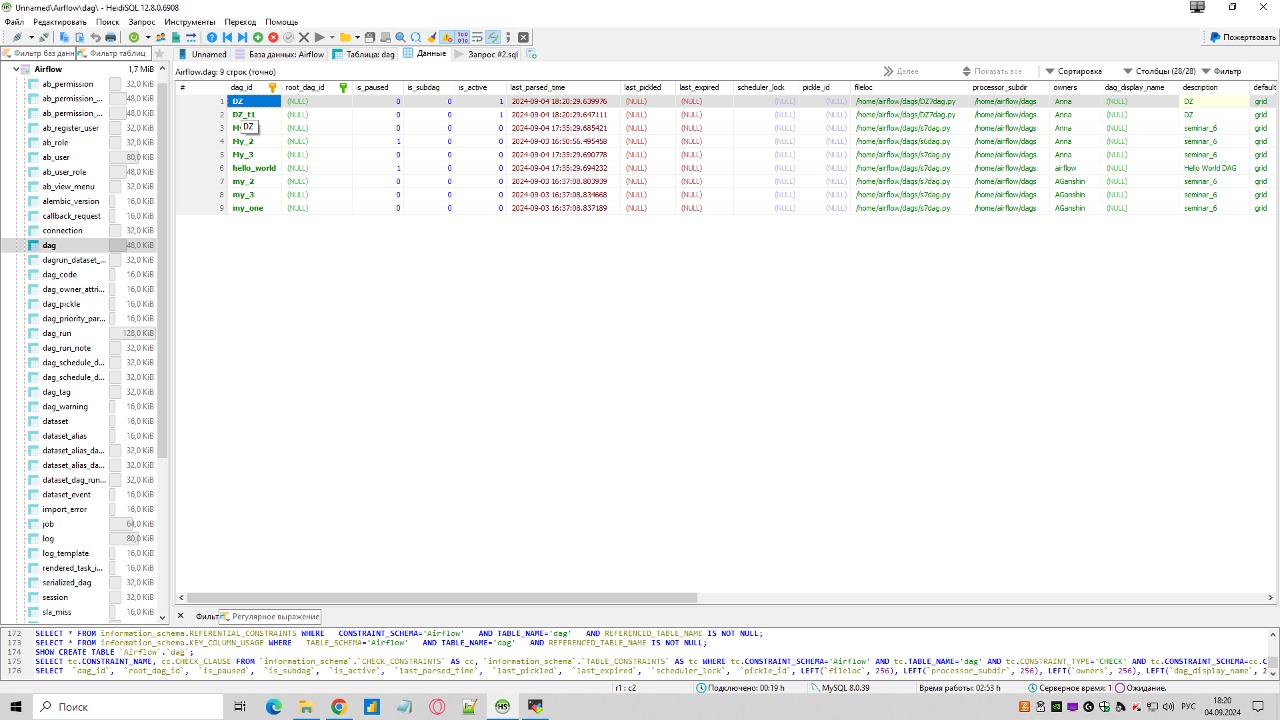 Unnamed\Airflow\dag\ - HeidiSQL 12.8.0.6908
Файл Редактировать Поиск Запрос Инструменты Переход Помощь
Пожертвовать
Фильтр баз данн Фильтр таблиц
Unnamed База данных: Airflow Таблица: dag Данные Запрос #2.sql
Airflow 1,7 MiB
Airflow.dag: 9 строк (точно)
Далее Показать все Сортировка Столбцы (28/28) Фильтр
# dag_id root_dag_id is_paused is_subdag is_active last_parsed_time last_pickled last_expired scheduler_lock pickle_id fileloc processor_subdir owners dag_display_name description default
1 DZ (NULL) 0 0 1 2024-09-04 18:20:29.639976 (NULL) (NULL) (NULL) (NULL) /home/airflow/dags/DZ7dag.py /home/airflow/dags Anna (NULL) DZ grid
2 DZ_t1 (NULL) 0 0 1 2024-09-04 18:20:29.647111 (NULL) (NULL) (NULL) (NULL) /home/airflow/dags/DZ7dag.py /home/airflow/dags Anna (NULL) DZ grid
DZ
3 (NULL) 0 0 0 2024-09-04 17:35:29.685421 (NULL) (NULL) (NULL) (NULL) /home/airflow/dags/s7dag.py /home/airflow/dags Anna (NULL) seminar_6 grid
4 My_2 (NULL) 1 0 0 2024-09-03 16:50:56.495458 (NULL) (NULL) (NULL) (NULL) /home/airflow/dags/s6dag.py /home/airflow/dags Anna (NULL) seminar_6 grid
5 My_3 (NULL) 0 0 0 2024-09-04 17:35:29.690778 (NULL) (NULL) (NULL) (NULL) /home/airflow/dags/s7dag.py /home/airflow/dags Anna (NULL) seminar_6 grid
6 hello_world (NULL) 1 0 0 2024-09-04 17:35:29.694232 (NULL) (NULL) (NULL) (NULL) /home/airflow/dags/s7dag.py /home/airflow/dags airflow (NULL) Hello World DAG grid
7 my_2 (NULL) 0 0 0 2024-09-03 16:37:08.803939 (NULL) (NULL) (NULL) (NULL) /home/airflow/dags/s7dag.py /home/airflow/dags AGanshin (NULL) seminar_6 grid
8 my_3 (NULL) 0 0 0 2024-09-03 16:37:08.839668 (NULL) (NULL) (NULL) (NULL) /home/airflow/dags/s7dag.py /home/airflow/dags AGanshin (NULL) seminar_6 grid
9 my_one (NULL) 0 0 0 2024-09-03 16:37:08.837189 (NULL) (NULL) (NULL) (NULL) /home/airflow/dags/s7dag.py /home/airflow/dags AGanshin (NULL) seminar_6 grid
ab_permission 32,0 KiB
ab_permission_... 48,0 KiB
ab_permission_... 48,0 KiB
ab_register_user 32,0 KiB
ab_role 32,0 KiB
ab_user 80,0 KiB
ab_user_role 48,0 KiB
ab_view_menu 32,0 KiB
alembic_version 16,0 KiB
callback_request 16,0 KiB
connection 32,0 KiB
dag 48,0 KiB
dagrun_dataset_... 32,0 KiB
dag_code 16,0 KiB
dag_owner_attri... 16,0 KiB
dag_pickle 16,0 KiB
dag_priority_par... 16,0 KiB
dag_run 128,0 KiB
dag_run_note 32,0 KiB
dag_schedule_d... 32,0 KiB
dag_schedule_d... 32,0 KiB
dag_tag 32,0 KiB
dag_warning 16,0 KiB
dataset 32,0 KiB
dataset_alias 32,0 KiB
dataset_alias_da... 32,0 KiB
dataset_alias_da... 32,0 KiB
dataset_dag_run... 32,0 KiB
dataset_event 32,0 KiB
import_error 16,0 KiB
job 64,0 KiB
log 80,0 KiB
log_template 16,0 KiB
rendered_task_i... 16,0 KiB
serialized_dag 32,0 KiB
session 32,0 KiB
sla_miss 32,0 KiB
Регулярное выражение
172 SELECT * FROM information_schema.REFERENTIAL_CONSTRAINTS WHERE CONSTRAINT_SCHEMA='Airflow' AND TABLE_NAME='dag' AND REFERENCED_TABLE_NAME IS NOT NULL;
173 SELECT * FROM information_schema.KEY_COLUMN_USAGE WHERE TABLE_SCHEMA='Airflow' AND TABLE_NAME='dag' AND REFERENCED_TABLE_NAME IS NOT NULL;
174 SHOW CREATE TABLE `Airflow`.`dag`;
175 SELECT tc.CONSTRAINT_NAME, cc.CHECK_CLAUSE FROM `information_schema`.`CHECK_CONSTRAINTS` AS cc, `information_schema`.`TABLE_CONSTRAINTS` AS tc WHERE tc.CONSTRAINT_SCHEMA='Airflow' AND tc.TABLE_NAME='dag' AND tc.CONSTRAINT_TYPE='CHECK' AND tc.CONSTRAINT_SCHEMA=cc.C
175 SELECT `dag_id`, `root_dag_id`, `is_paused`, `is_subdag`, `is_active`, `last_parsed_time`, `last_pickled`, `last_expired`, `scheduler_lock`, `pickle_id`, LEFT(`fileloc`, 256), LEFT(`processor_subdir`, 256), LEFT(`owners`, 256), LEFT(`dag_display_name`,
r1 : c2 Подключено: 00:19 h MySQL 8.0.39 Время работы: 02:53 h Серверное время: 1 Ожидание.
Поиск
РУС
18:20
04.09.2024